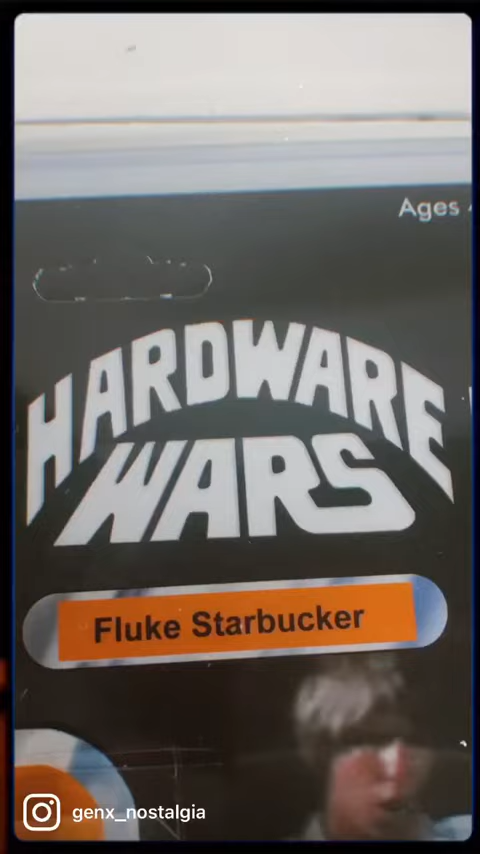 Ages
HARDWARE
WARS
Fluke Starbucker
genx_nostalgia